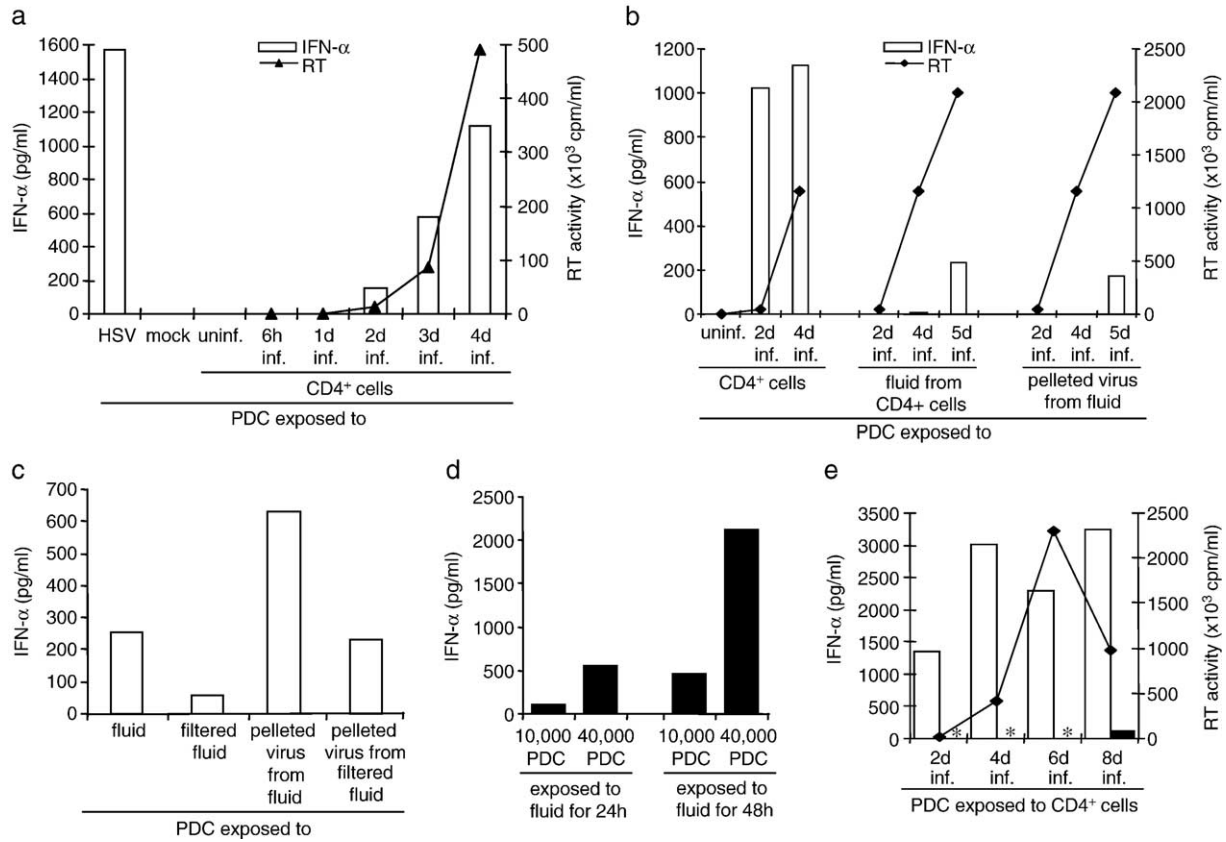 a
IFN-α
RT
IFN-α (pg/ml)
1600
1400
1200
1000
800
600
400
200
0
500
400
300
200
100
0
RT activity (x10³ cpm/ml)
HSV mock uninf. 6h 1d 2d 3d 4d
inf. inf. inf. inf. inf.
CD4⁺ cells
PDC exposed to
b
IFN-α
RT
IFN-α (pg/ml)
1200
1000
800
600
400
200
0
2500
2000
1500
1000
500
0
RT activity (x10³ cpm/ml)
uninf. 2d 4d 2d 4d 5d 2d 4d 5d
inf. inf. inf. inf. inf. inf. inf. inf.
CD4⁺ cells
fluid from
CD4+ cells
pelleted virus
from fluid
PDC exposed to
c
IFN-α (pg/ml)
700
600
500
400
300
200
100
0
fluid
filtered
fluid
pelleted
virus
from
fluid
pelleted
virus from
filtered
fluid
PDC exposed to
d
IFN-α (pg/ml)
2500
2000
1500
1000
500
0
10,000 40,000 10,000 40,000
PDC PDC PDC PDC
exposed to
fluid for 24h
exposed to
fluid for 48h
e
IFN-α (pg/ml)
3500
3000
2500
2000
1500
1000
500
0
2500
2000
1500
1000
500
0
RT activity (x10³ cpm/ml)
* * *
2d 4d 6d 8d
inf. inf. inf. inf.
PDC exposed to CD4⁺ cells